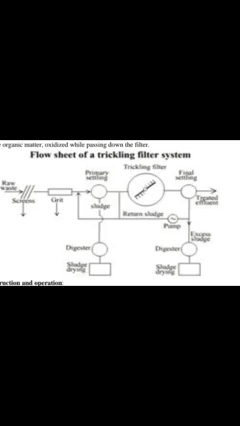 organic matter, oxidized while passing down the filter.
Flow sheet of a trickling filter system
Trickling filter
Primary
settling
Final
settling
Raw
waste
Screens
Grit
sludge
Treated
effluent
Return sludge
Pump
Excess
sludge
Digester
Digester
Sludge
drying
Sludge
drying
ruction and operation